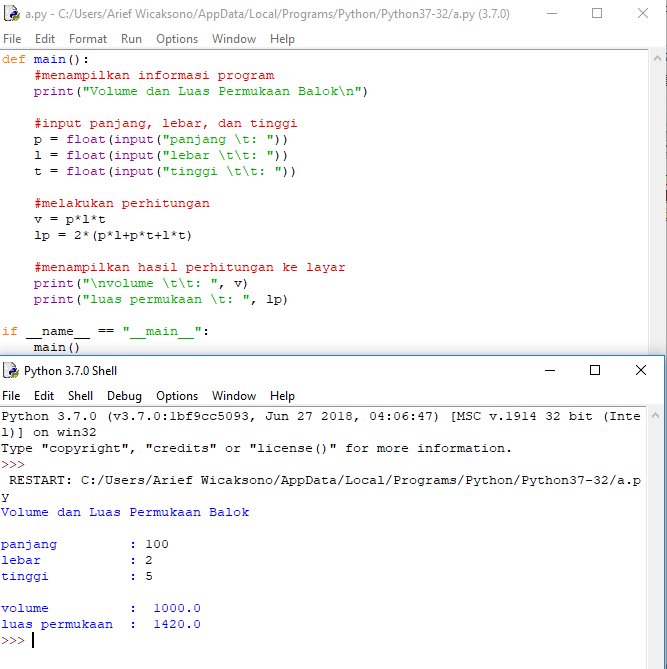 a.py - C:/Users/Arief Wicaksono/AppData/Local/Programs/Python/Python37-32/a.py (3.7.0)
File Edit Format Run Options Window Help
def main():
    #menampilkan informasi program
    print("Volume dan Luas Permukaan Balok\n")

    #input panjang, lebar, dan tinggi
    p = float(input("panjang \t: "))
    l = float(input("lebar \t\t: "))
    t = float(input("tinggi \t\t: "))

    #melakukan perhitungan
    v = p*l*t
    lp = 2*(p*l+p*t+l*t)

    #menampilkan hasil perhitungan ke layar
    print("\nvolume \t\t: ", v)
    print("luas permukaan \t: ", lp)

if __name__ == "__main__":
    main()
Python 3.7.0 Shell
File Edit Shell Debug Options Window Help
Python 3.7.0 (v3.7.0:1bf9cc5093, Jun 27 2018, 04:06:47) [MSC v.1914 32 bit (Inte
l)] on win32
Type "copyright", "credits" or "license()" for more information.
>>>
 RESTART: C:/Users/Arief Wicaksono/AppData/Local/Programs/Python/Python37-32/a.p
y
Volume dan Luas Permukaan Balok

panjang         : 100
lebar           : 2
tinggi          : 5

volume          :  1000.0
luas permukaan  :  1420.0
>>>